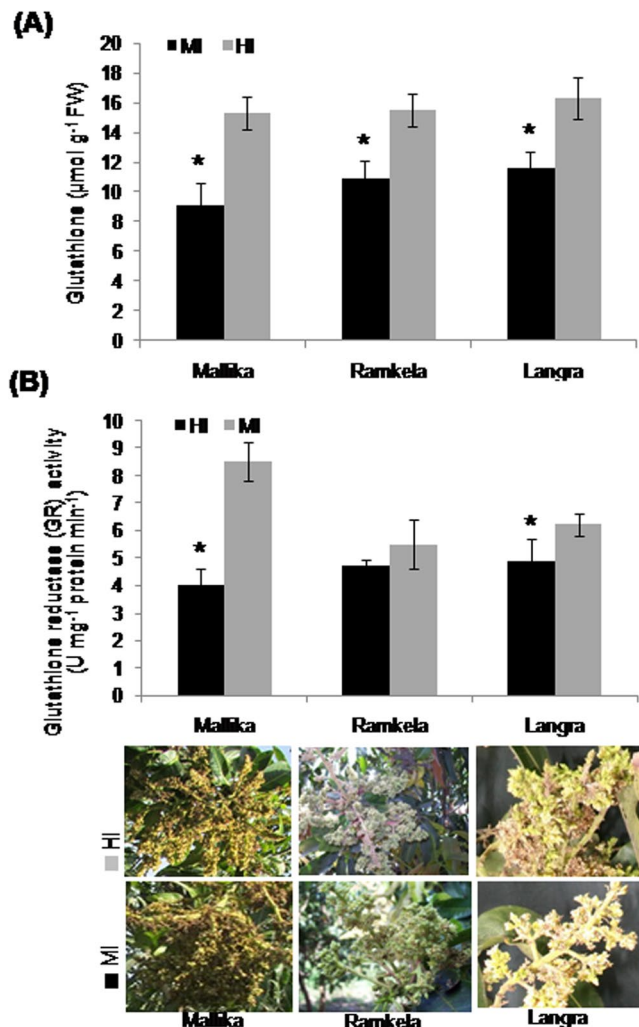 (A)
MI HI
Glutathione (µmol g-1 FW)
20
18
16
14
12
10
8
6
4
2
0
* * *
Mallika Ramkela Langra
(B)
HI MI
Glutathione reductase (GR) activity
(U mg-1 protein min-1)
10
9
8
7
6
5
4
3
2
1
0
* *
Mallika Ramkela Langra
HI
MI
Mallika Ramkela Langra